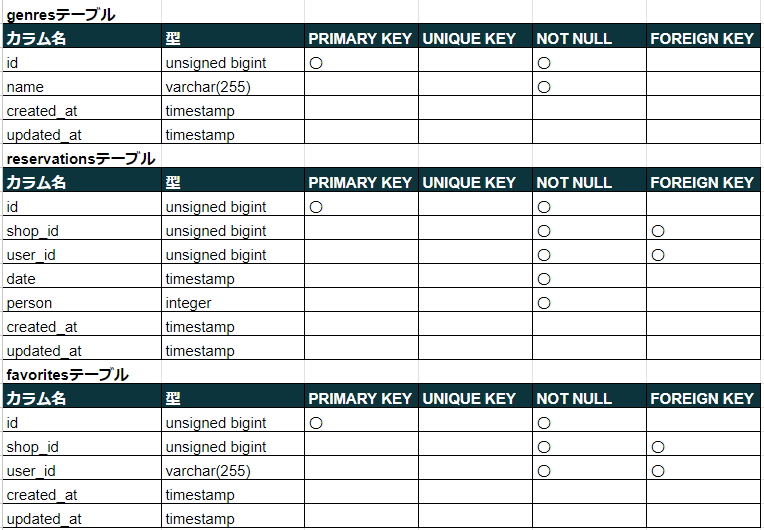 genresテーブル
カラム名 型 PRIMARY KEY UNIQUE KEY NOT NULL FOREIGN KEY
id unsigned bigint ○ ○
name varchar(255) ○
created_at timestamp
updated_at timestamp
reservationsテーブル
カラム名 型 PRIMARY KEY UNIQUE KEY NOT NULL FOREIGN KEY
id unsigned bigint ○ ○
shop_id unsigned bigint ○ ○
user_id unsigned bigint ○ ○
date timestamp ○
person integer ○
created_at timestamp
updated_at timestamp
favoritesテーブル
カラム名 型 PRIMARY KEY UNIQUE KEY NOT NULL FOREIGN KEY
id unsigned bigint ○ ○
shop_id unsigned bigint ○ ○
user_id varchar(255) ○ ○
created_at timestamp
updated_at timestamp